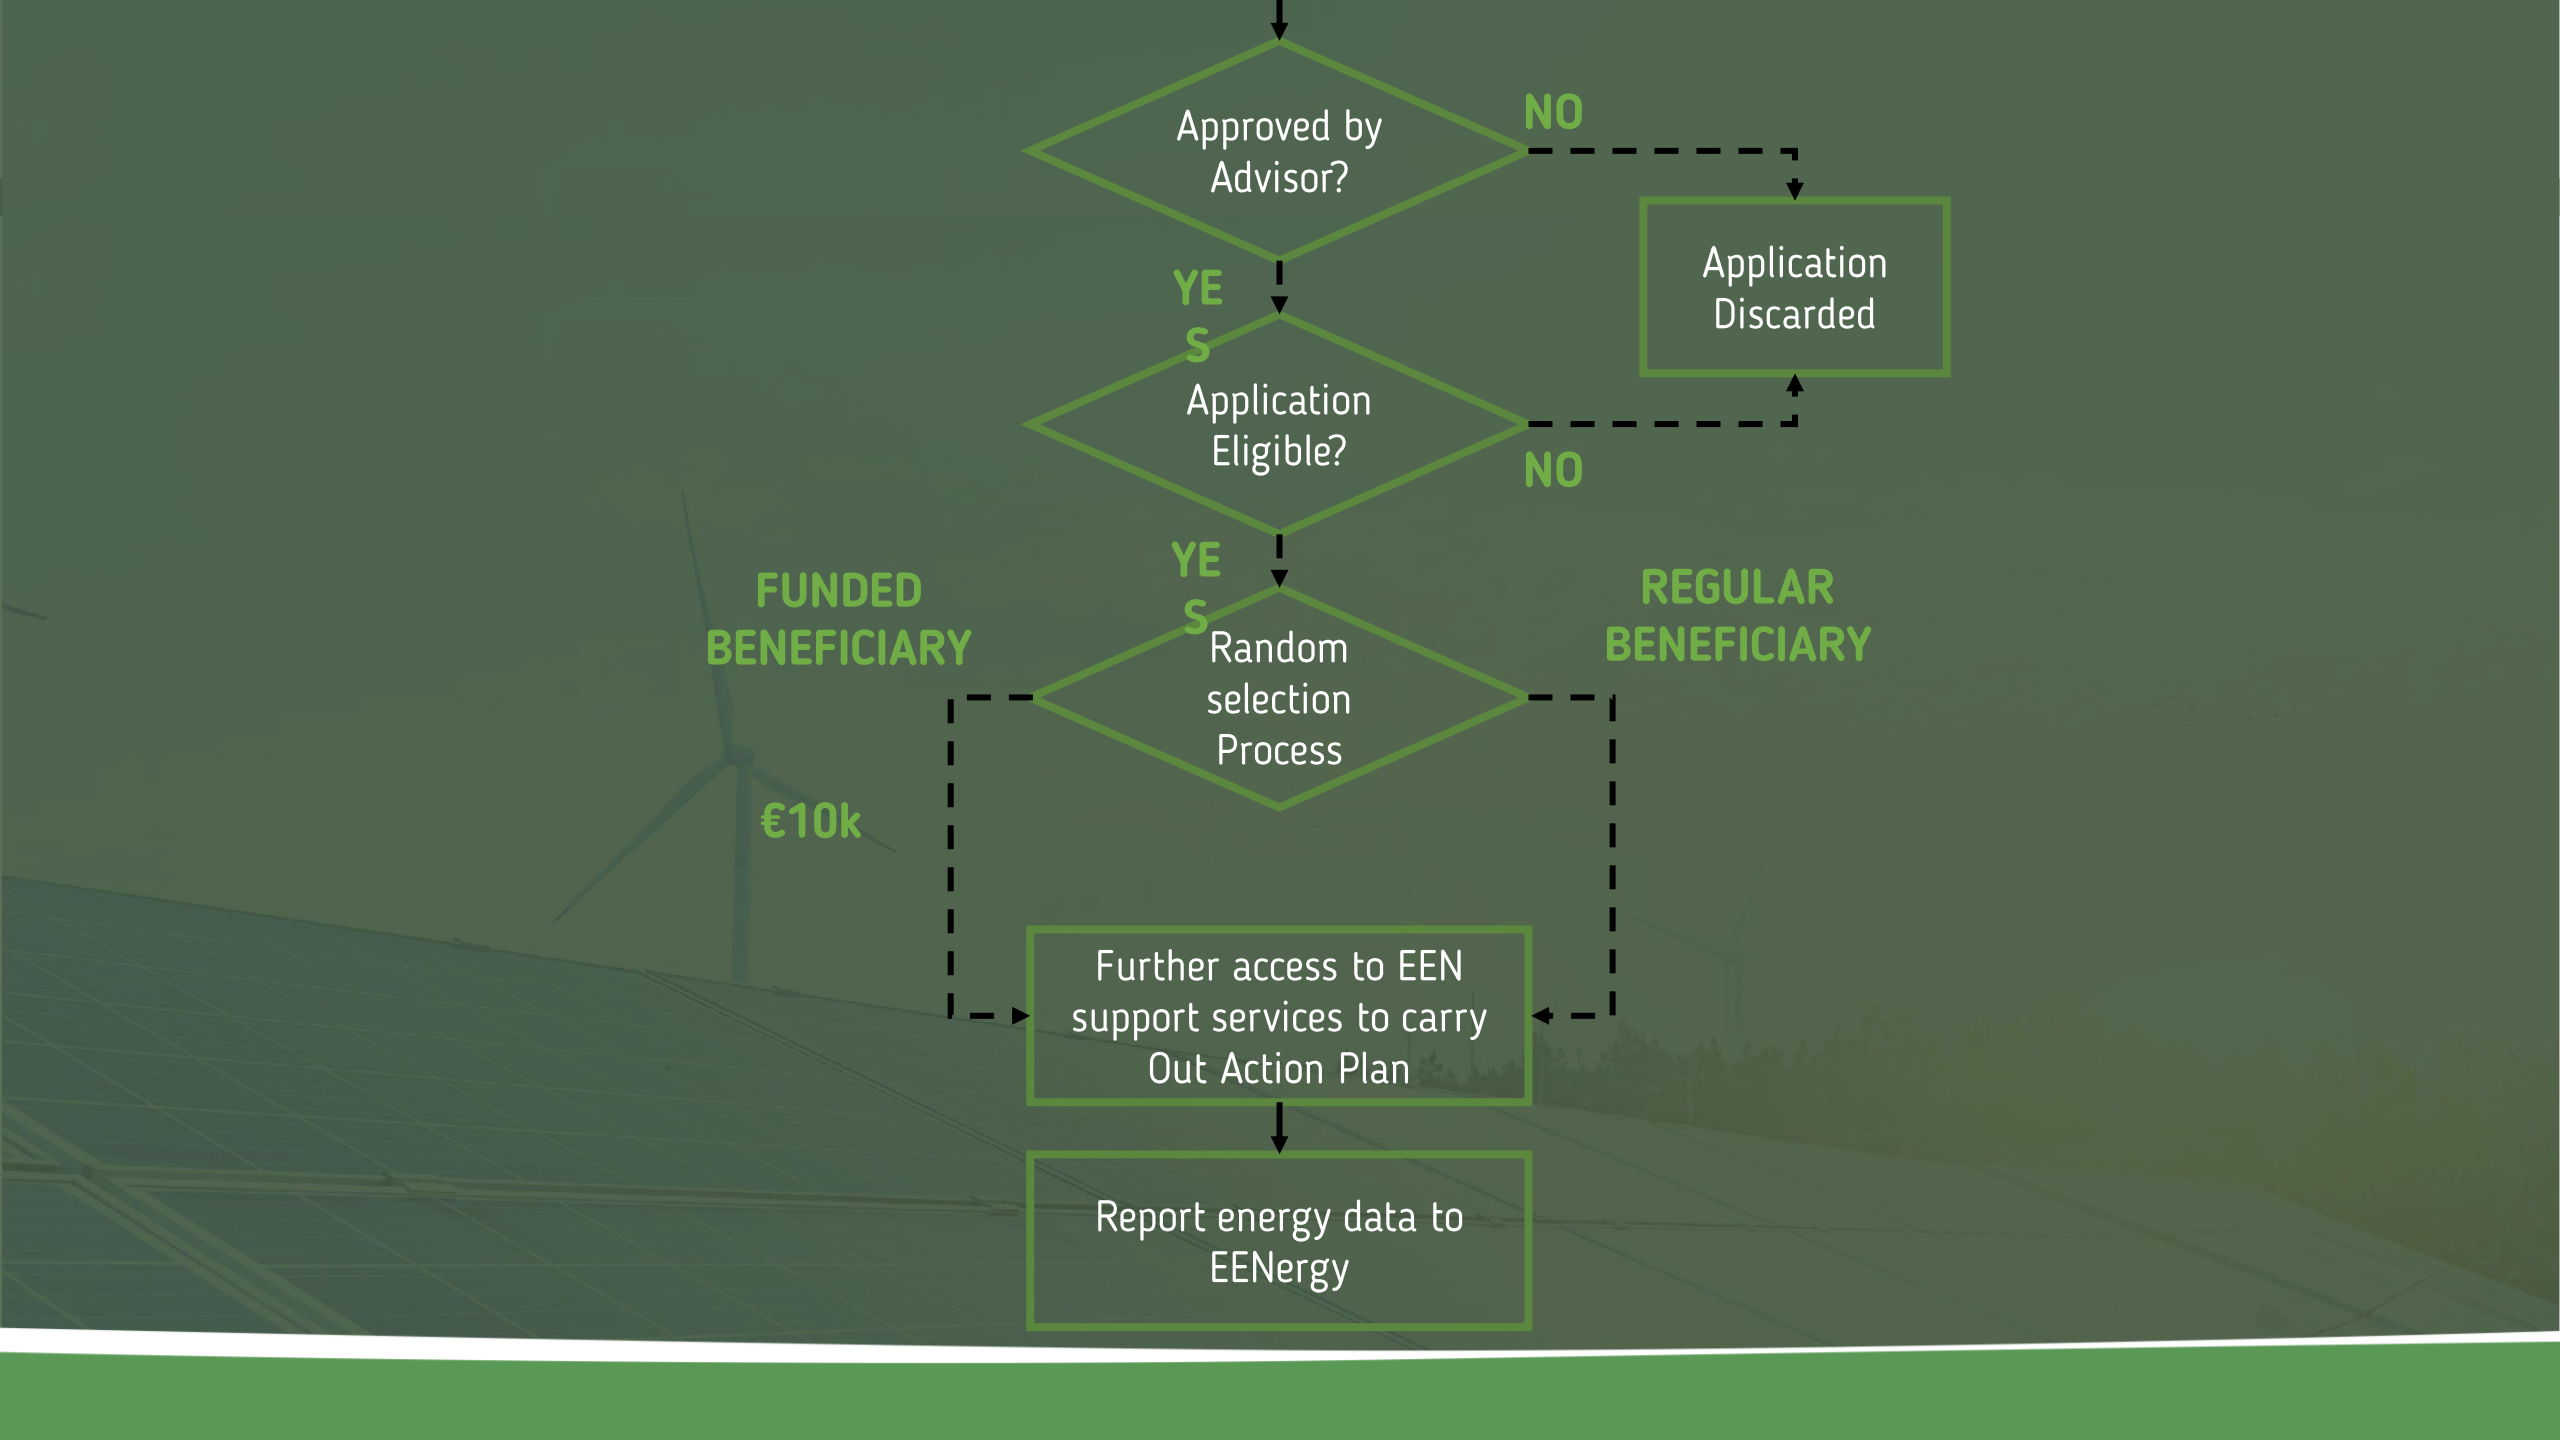 Approved by
Advisor?
NO
Application
Discarded
YE
S
Application
Eligible?
NO
YE
S
FUNDED
BENEFICIARY
REGULAR
BENEFICIARY
Random
selection
Process
€10k
Further access to EEN
support services to carry
Out Action Plan
Report energy data to
EENergy